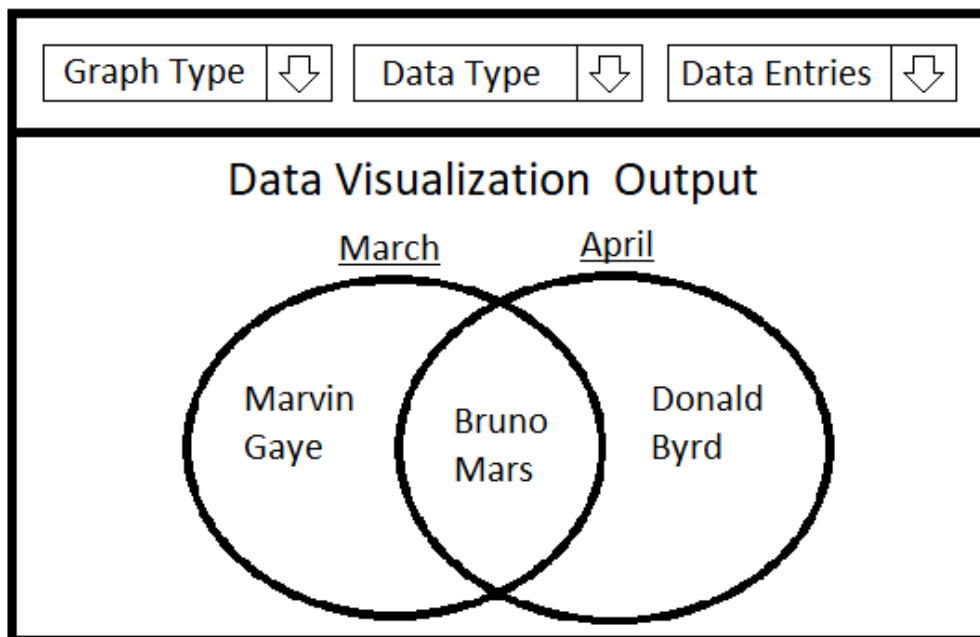 Graph Type Data Type Data Entries
Data Visualization Output
March April
Marvin
Gaye
Bruno
Mars
Donald
Byrd